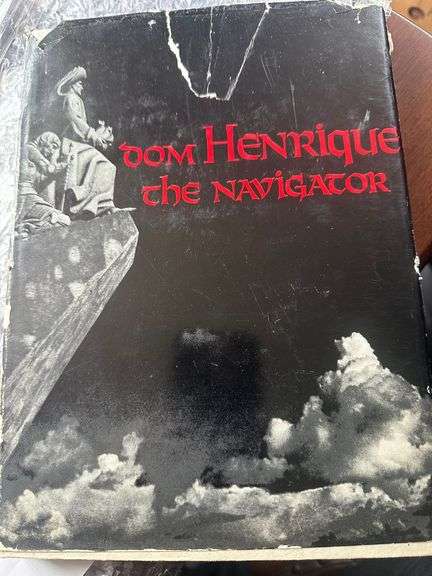 Dom Henrique
the Navigator